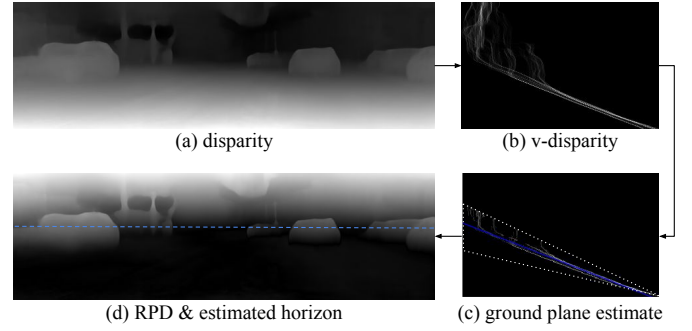 (a) disparity
(b) v-disparity
(d) RPD & estimated horizon
(c) ground plane estimate